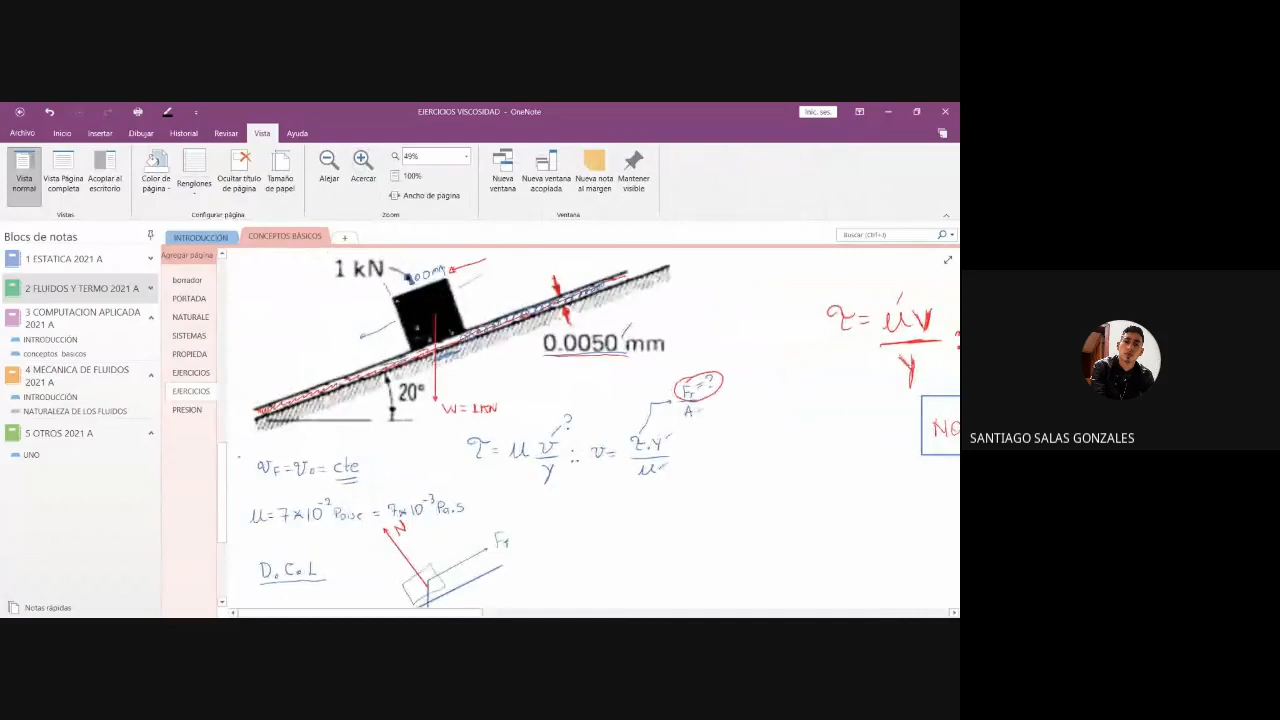 EJERCICIOS VISCOSIDAD - OneNote
Inic. ses.
Archivo Inicio Insertar Dibujar Historial Revisar Vista Ayuda
Vista normal
Vista Página completa
Acoplar al escritorio
Vistas
Color de página
Renglones
Ocultar título de página
Tamaño de papel
Configurar página
Alejar
Acercar
49%
100%
Ancho de página
Zoom
Nueva ventana
Nueva ventana acoplada
Nueva nota al margen
Mantener visible
Ventana
Blocs de notas
1 ESTATICA 2021 A
2 FLUIDOS Y TERMO 2021 A
3 COMPUTACION APLICADA 2021 A
INTRODUCCIÓN
conceptos basicos
4 MECANICA DE FLUIDOS 2021 A
INTRODUCCIÓN
NATURALEZA DE LOS FLUIDOS
5 OTROS 2021 A
UNO
Notas rápidas
INTRODUCCIÓN
CONCEPTOS BÁSICOS
+
Buscar (Ctrl+J)
Agregar página
borrador
PORTADA
NATURALE
SISTEMAS
PROPIEDA
EJERCICIOS
EJERCICIOS
PRESION
1 kN
0.0050 mm
20°
W = 1KN
τ = μ v / y
Fr = ?
A
τ = μ v / y ?
∴ v = τ.y / μ
vF = v0 = cte
μ = 7*10⁻² Poise = 7*10⁻³ Pa.s
N
D.C.L
NO
SANTIAGO SALAS GONZALES